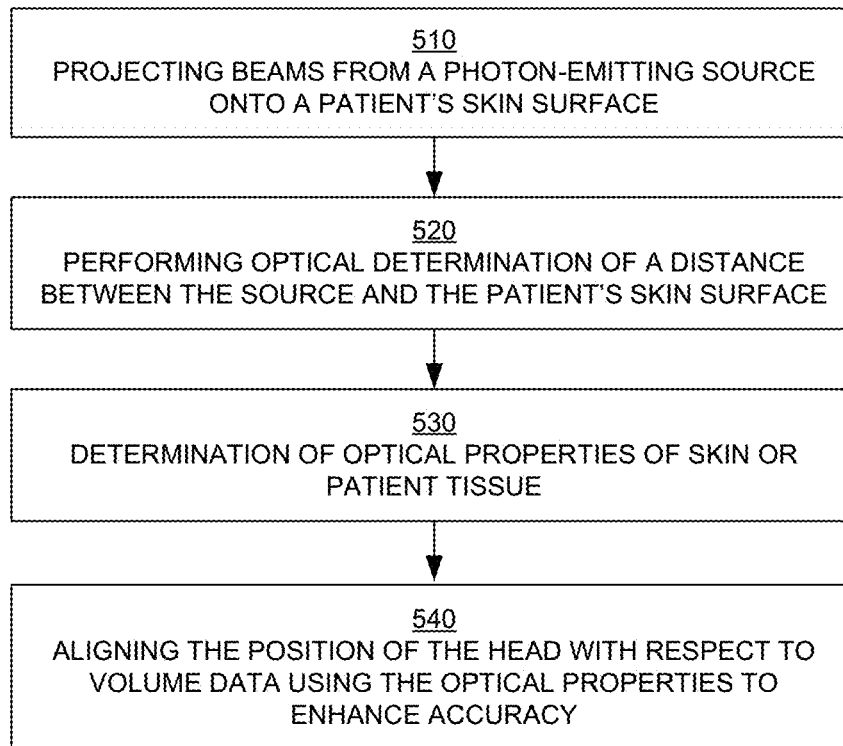 510
PROJECTING BEAMS FROM A PHOTON-EMITTING SOURCE
ONTO A PATIENT'S SKIN SURFACE
520
PERFORMING OPTICAL DETERMINATION OF A DISTANCE
BETWEEN THE SOURCE AND THE PATIENT'S SKIN SURFACE
530
DETERMINATION OF OPTICAL PROPERTIES OF SKIN OR
PATIENT TISSUE
540
ALIGNING THE POSITION OF THE HEAD WITH RESPECT TO
VOLUME DATA USING THE OPTICAL PROPERTIES TO
ENHANCE ACCURACY